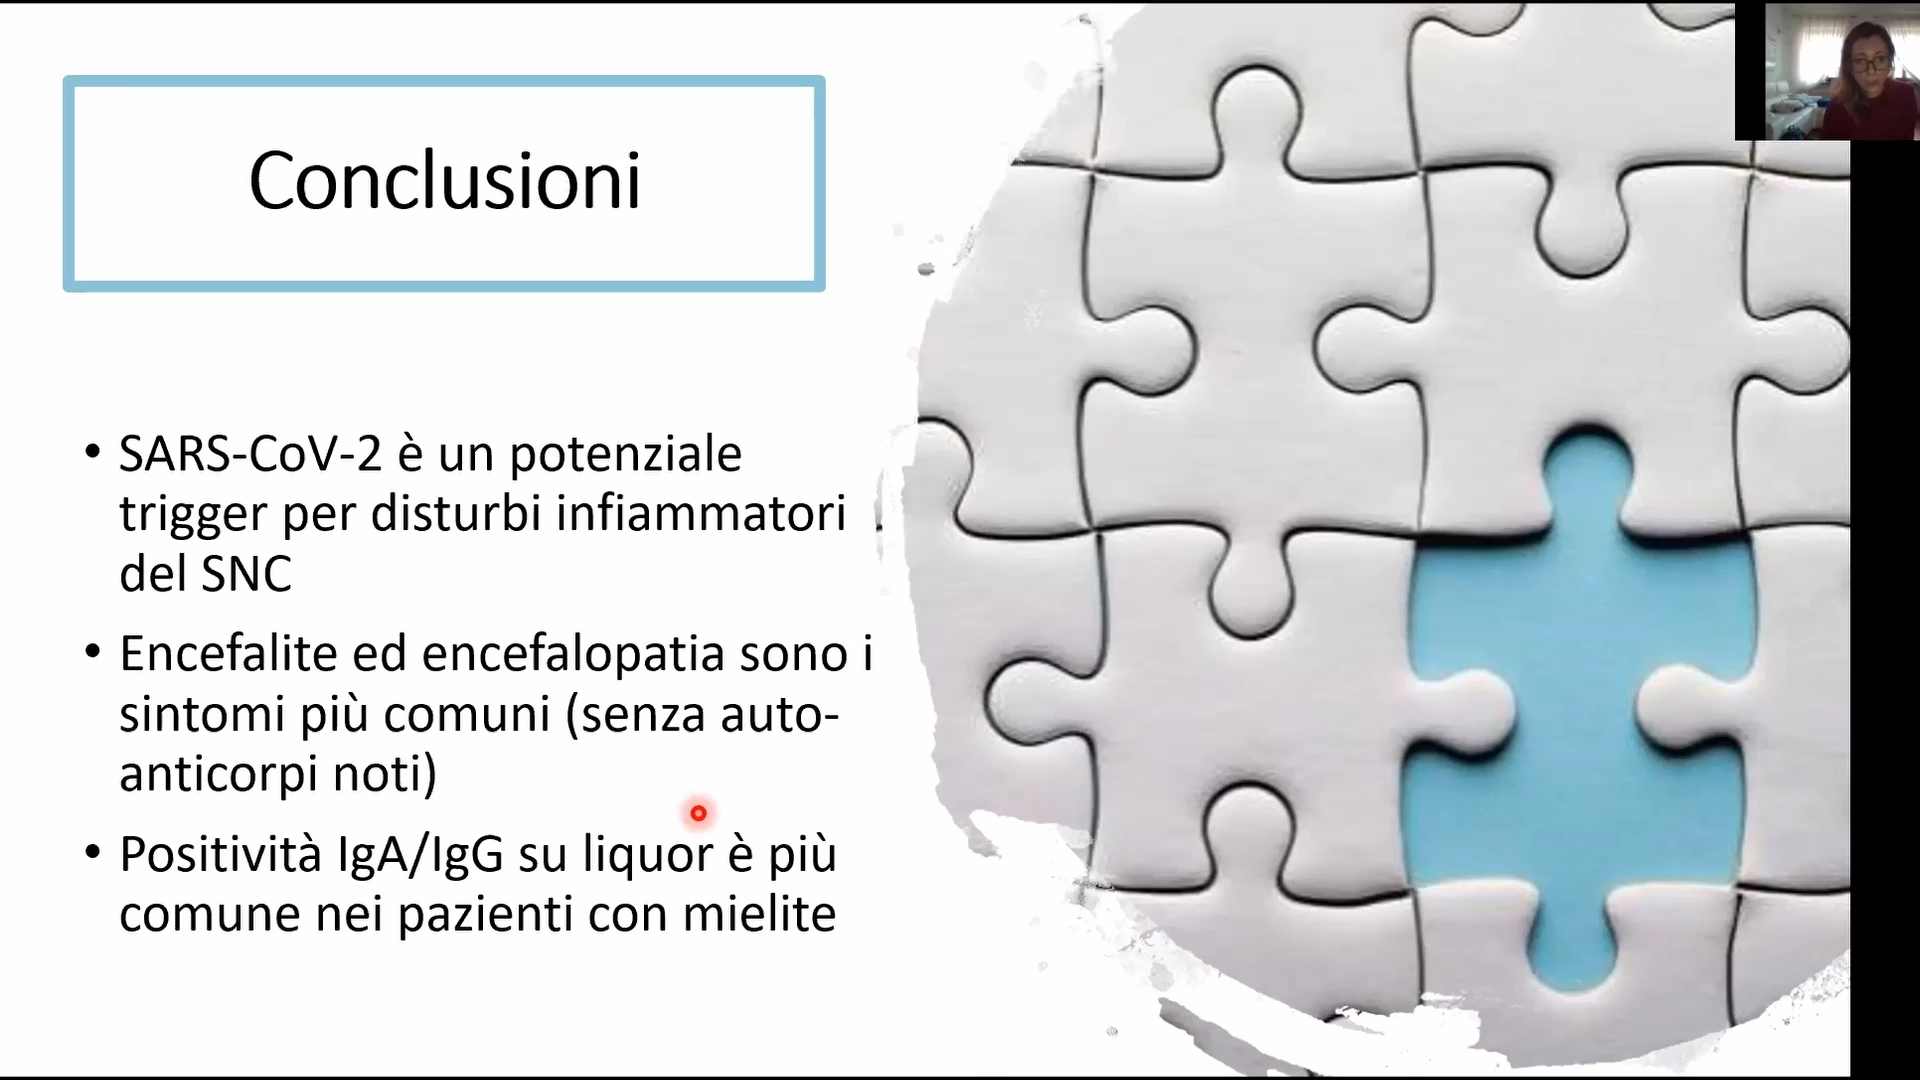 Conclusioni
• SARS-CoV-2 è un potenziale
trigger per disturbi infiammatori
del SNC
• Encefalite ed encefalopatia sono i
sintomi più comuni (senza auto-
anticorpi noti)
• Positività IgA/IgG su liquor è più
comune nei pazienti con mielite